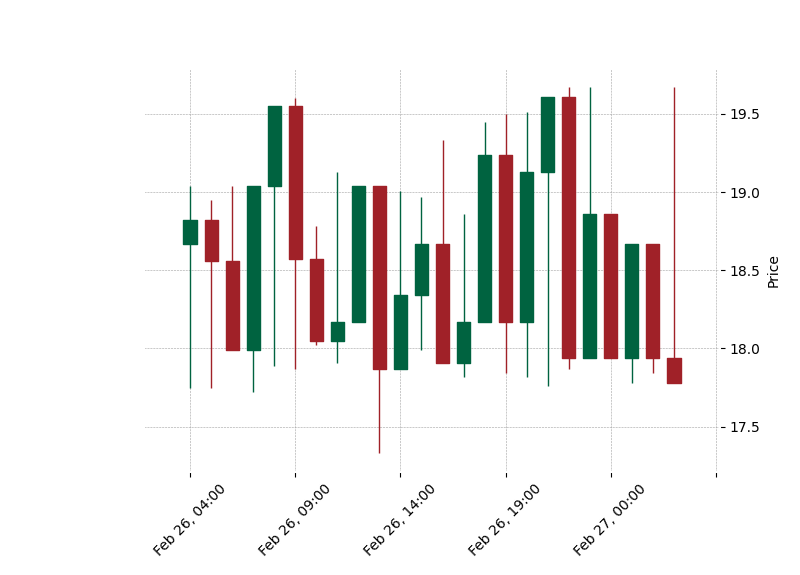 19.5
19.0
18.5
18.0
17.5
Price
Feb 26, 04:00
Feb 26, 09:00
Feb 26, 14:00
Feb 26, 19:00
Feb 27, 00:00